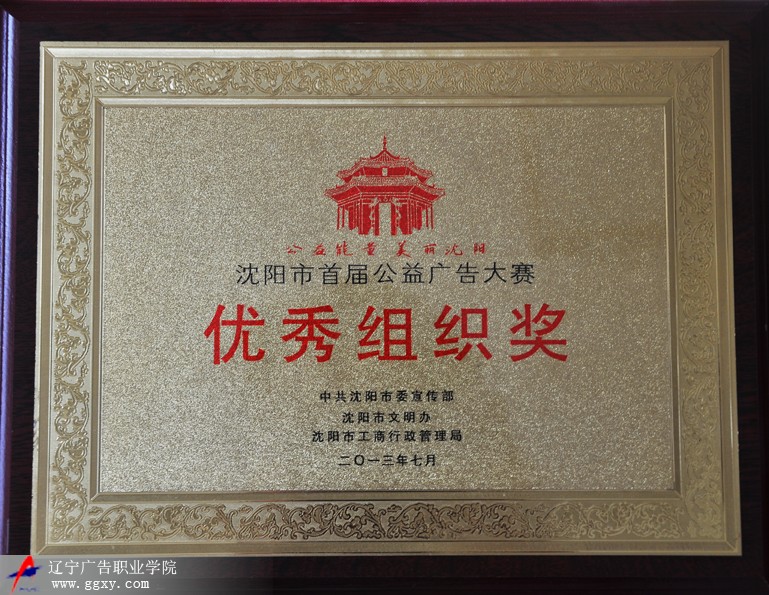 公益能量 美丽沈阳
沈阳市首届公益广告大赛
优秀组织奖
中共沈阳市委宣传部
沈阳市文明办
沈阳市工商行政管理局
二〇一三年七月
辽宁广告职业学院
www.ggxy.com